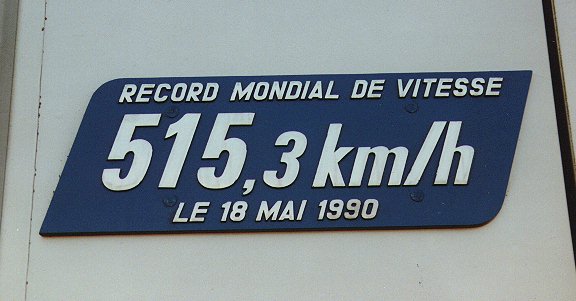 RECORD MONDIAL DE VITESSE
515,3 km/h
LE 18 MAI 1990